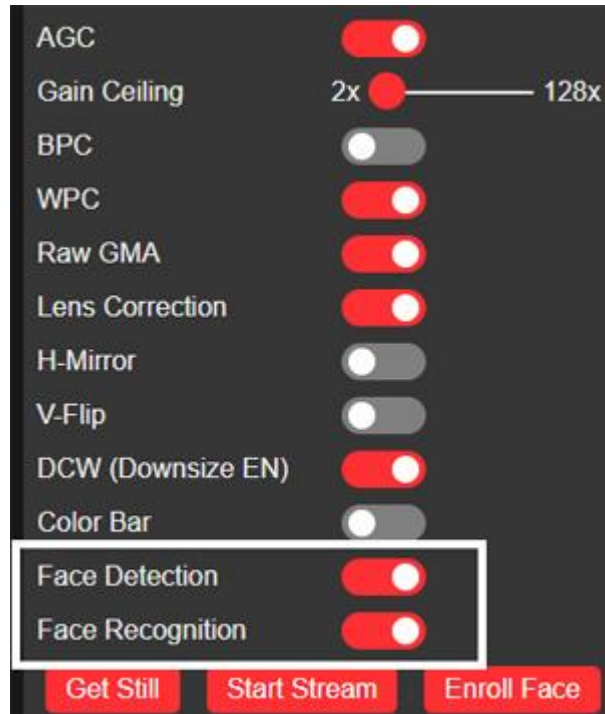 AGC
Gain Ceiling 2x 128x
BPC
WPC
Raw GMA
Lens Correction
H-Mirror
V-Flip
DCW (Downsize EN)
Color Bar
Face Detection
Face Recognition
Get Still Start Stream Enroll Face